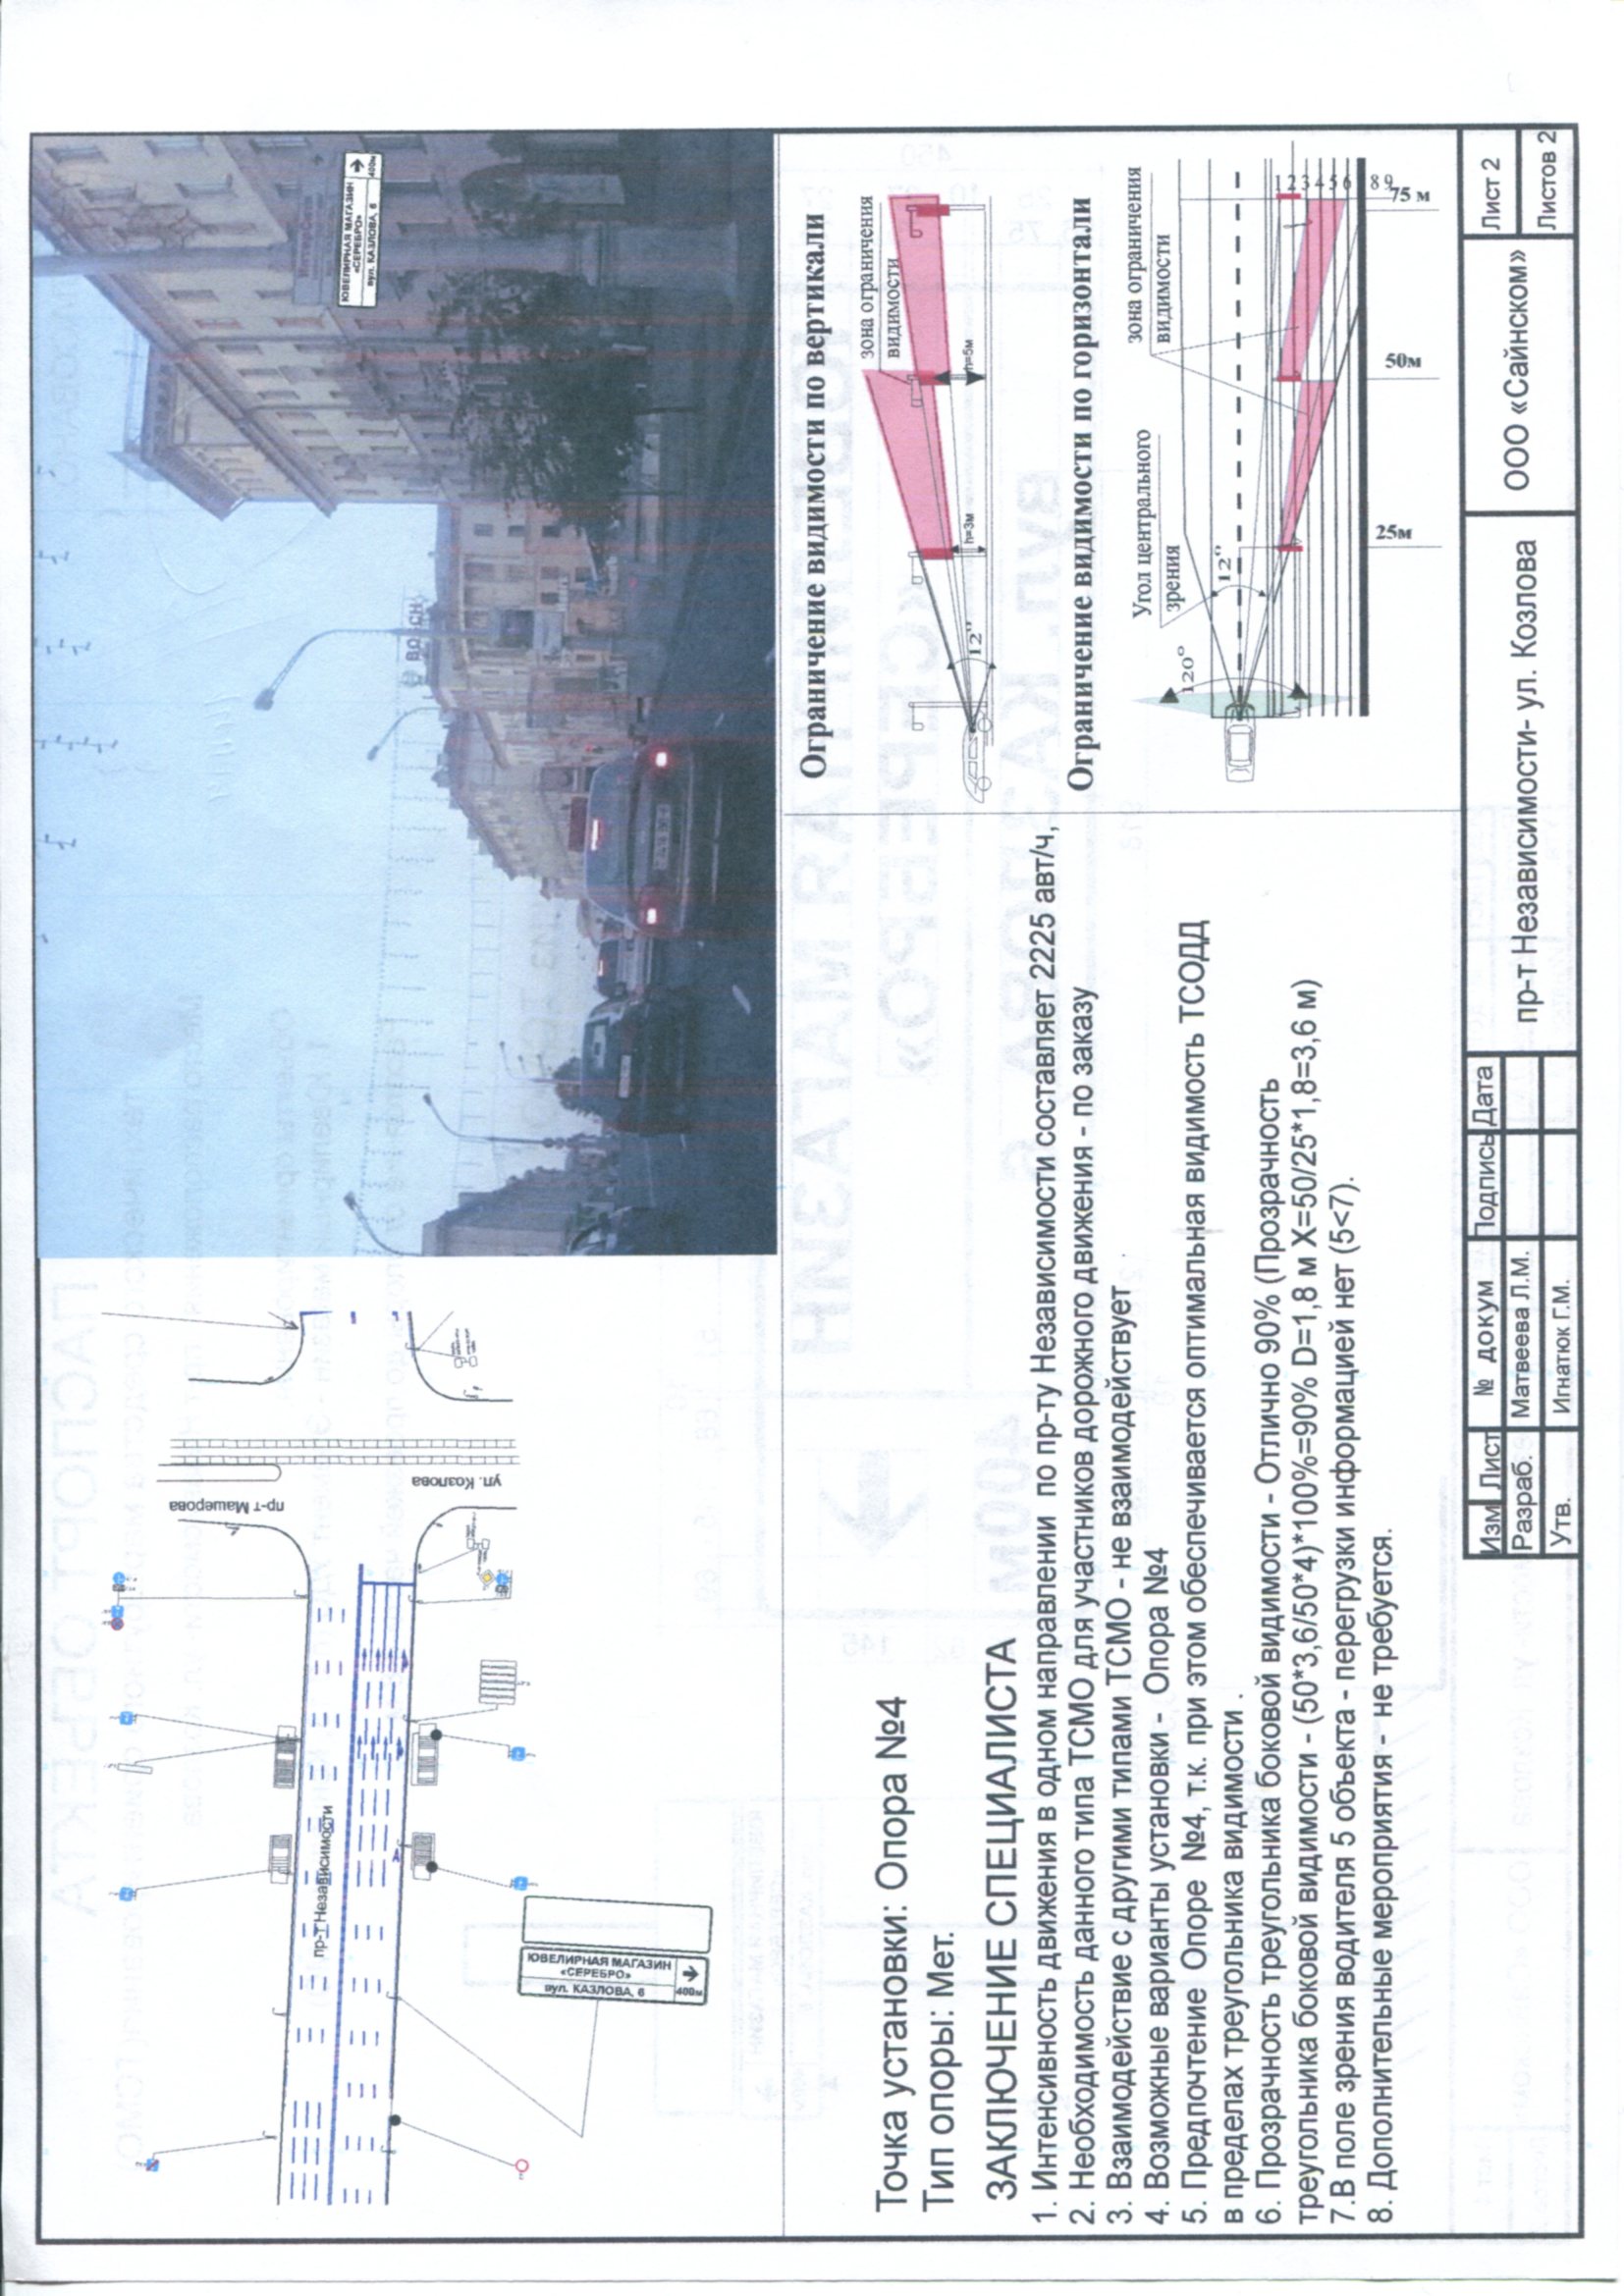 пр-т Машерова
ул. Козлова
пр-т Независимости
ЮВЕЛИРНАЯ МАГАЗИН
«СЕРЕБРО»
вул. КАЗЛОВА, 6
400м
BOSCH
ЮВЕЛИРНАЯ МАГАЗИН
«СЕРЕБРО»
вул. КАЗЛОВА, 6
400м
Точка установки: Опора №4
Тип опоры: Мет.
ЗАКЛЮЧЕНИЕ СПЕЦИАЛИСТА
1. Интенсивность движения в одном направлении по пр-ту Независимости составляет 2225 авт/ч,
2. Необходимость данного типа ТСМО для участников дорожного движения - по заказу
3. Взаимодействие с другими типами ТСМО - не взаимодействует
4. Возможные варианты установки - Опора №4
5. Предпочтение Опоре №4, т.к. при этом обеспечивается оптимальная видимость ТСОДД
в пределах треугольника видимости .
6. Прозрачность треугольника боковой видимости - Отлично 90% (Прозрачность
треугольника боковой видимости - (50*3,6/50*4)*100%=90% D=1,8 м X=50/25*1,8=3,6 м)
7.В поле зрения водителя 5 объекта - перегрузки информацией нет (5<7).
8. Дополнительные мероприятия - не требуется.
Ограничение видимости по вертикали
зона ограничения
видимости
h=3м
h=5м
12°
Ограничение видимости по горизонтали
Угол центрального
зрения
зона ограничения
видимости
120°
12°
1 2 3 4 5 6 8 9
25м
50м
75 м
Изм Лист № докум Подпись Дата
Разраб. Матвеева Л.М.
Утв. Игнатюк Г.М.
пр-т Независимости- ул. Козлова
ООО «Сайнском»
Лист 2
Листов 2